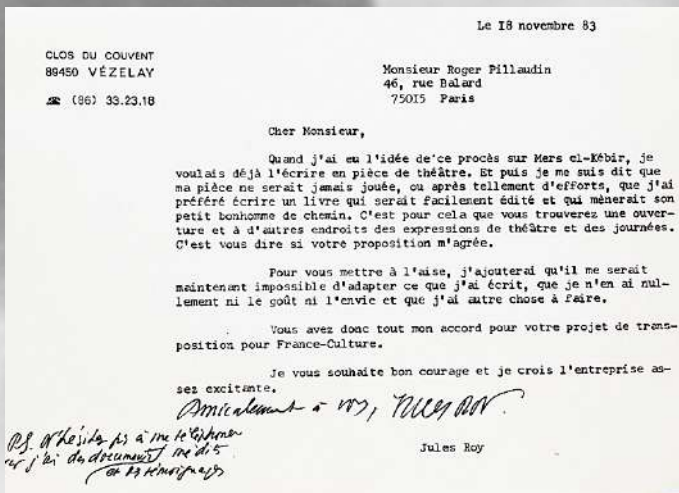 Le I8 novembre 83
CLOS DU COUVENT
89450 VÉZELAY
☎ (86) 33.23.18
Monsieur Roger Pillaudin
46, rue Balard
750I5 Paris
Cher Monsieur,
Quand j'ai eu l'idée de ce procès sur Mers el-Kébir, je
voulais déjà l'écrire en pièce de théâtre. Et puis je me suis dit que
ma pièce ne serait jamais jouée, ou après tellement d'efforts, que j'ai
préféré écrire un livre qui serait facilement édité et qui mènerait son
petit bonhomme de chemin. C'est pour cela que vous trouverez une ouver-
ture et à d'autres endroits des expressions de théâtre et des journées.
C'est vous dire si votre proposition m'agrée.
Pour vous mettre à l'aise, j'ajouterai qu'il me serait
maintenant impossible d'adapter ce que j'ai écrit, que je n'en ai nul-
lement ni le goût ni l'envie et que j'ai autre chose à faire.
Vous avez donc tout mon accord pour votre projet de trans-
position pour France-Culture.
Je vous souhaite bon courage et je crois l'entreprise as-
sez excitante.
Amicalement à vous, Jules Roy.
P.S. N'hésitez pas à me téléphoner
car j'ai des documents inédits
et des témoignages
Jules Roy